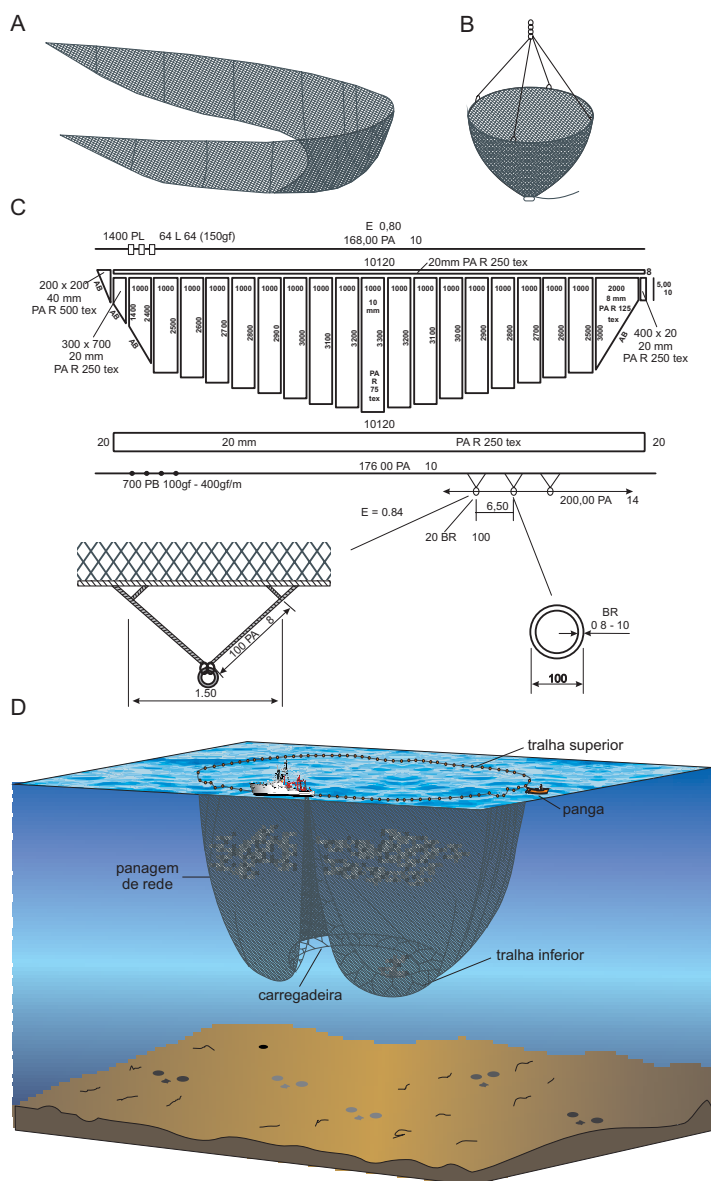 A
B
C
E 0,80
1400 PL 64 L 64 (150gf)
168,00 PA 10
10120
20mm PA R 250 tex
8
200 x 200
40 mm
PA R 500 tex
AB
300 x 700
20 mm
PA R 250 tex
AB
AB
1000 1000 1000 1000 1000 1000 1000 1000 1000 1000 1000 1000 1000 1000 1000 1000 1000 1000 2000
1400
2400
2500
2600
2700
2800
2900
3000
3100
3200
3300
3200
3100
3000
2900
2800
2700
2600
2500
3000
10
mm
PA
R
75
tex
8 mm
PA R 125
tex
AB
5,00
10
400 x 20
20 mm
PA R 250 tex
10120
20
20 mm
PA R 250 tex
20
176 00 PA 10
700 PB 100gf - 400gf/m
200,00 PA 14
E = 0.84
6,50
20 BR 100
100 PA 8
1.50
BR
0 8 - 10
100
D
tralha superior
panga
panagem
de rede
tralha inferior
carregadeira